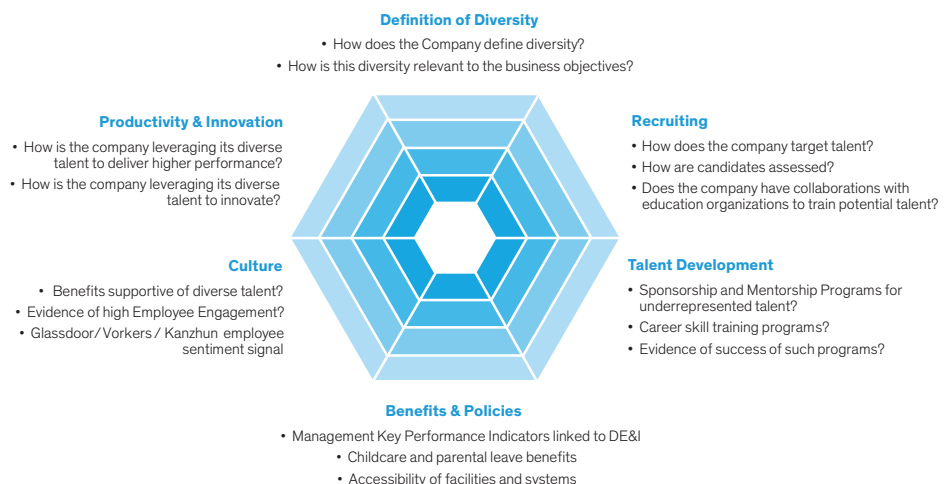 Definition of Diversity
• How does the Company define diversity?
• How is this diversity relevant to the business objectives?
Productivity & Innovation
• How is the company leveraging its diverse
talent to deliver higher performance?
• How is the company leveraging its diverse
talent to innovate?
Recruiting
• How does the company target talent?
• How are candidates assessed?
• Does the company have collaborations with
education organizations to train potential talent?
Culture
• Benefits supportive of diverse talent?
• Evidence of high Employee Engagement?
• Glassdoor/Vorkers / Kanzhun employee
sentiment signal
Talent Development
• Sponsorship and Mentorship Programs for
underrepresented talent?
• Career skill training programs?
• Evidence of success of such programs?
Benefits & Policies
• Management Key Performance Indicators linked to DE&I
• Childcare and parental leave benefits
• Accessibility of facilities and systems